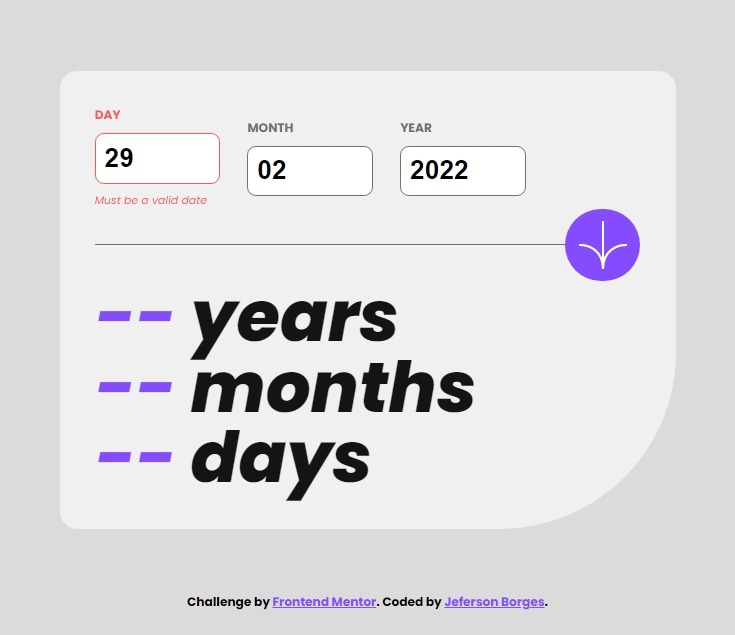 DAY
MONTH
YEAR
29
02
2022
Must be a valid date
-- years
-- months
-- days
Challenge by Frontend Mentor. Coded by Jeferson Borges.